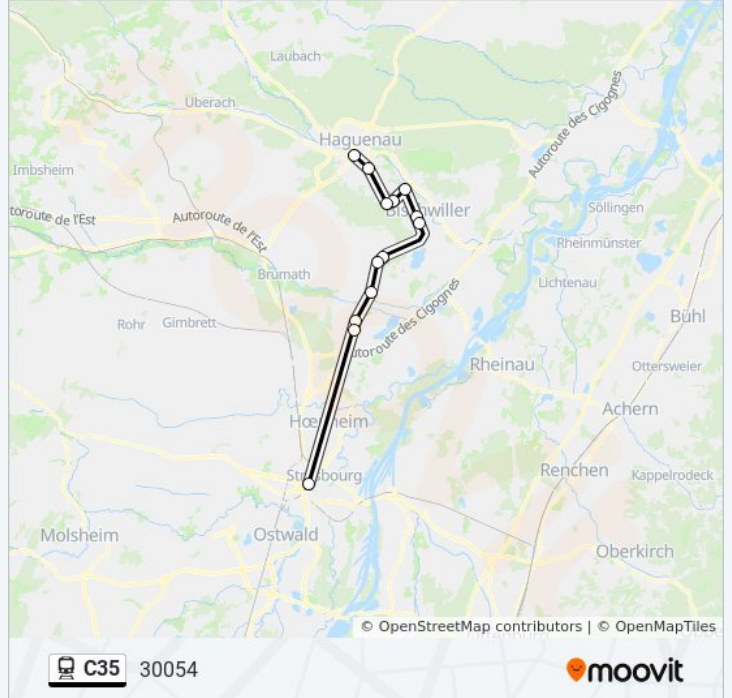 Laubach
Uberach
Haguenau
Autoroute des Cigognes
Imbsheim
toroute de l'Est
Autoroute de l'Est
Bischwiller
Söllingen
Rheinmünster
Brumath
Lichtenau
Rohr
Gimbrett
Autoroute des Cigognes
Bühl
Rheinau
Ottersweier
Achern
Hœnheim
Renchen
Kappelrodeck
Strasbourg
Molsheim
Ostwald
Oberkirch
© OpenStreetMap contributors | © OpenMapTiles
C35 30054 moovit